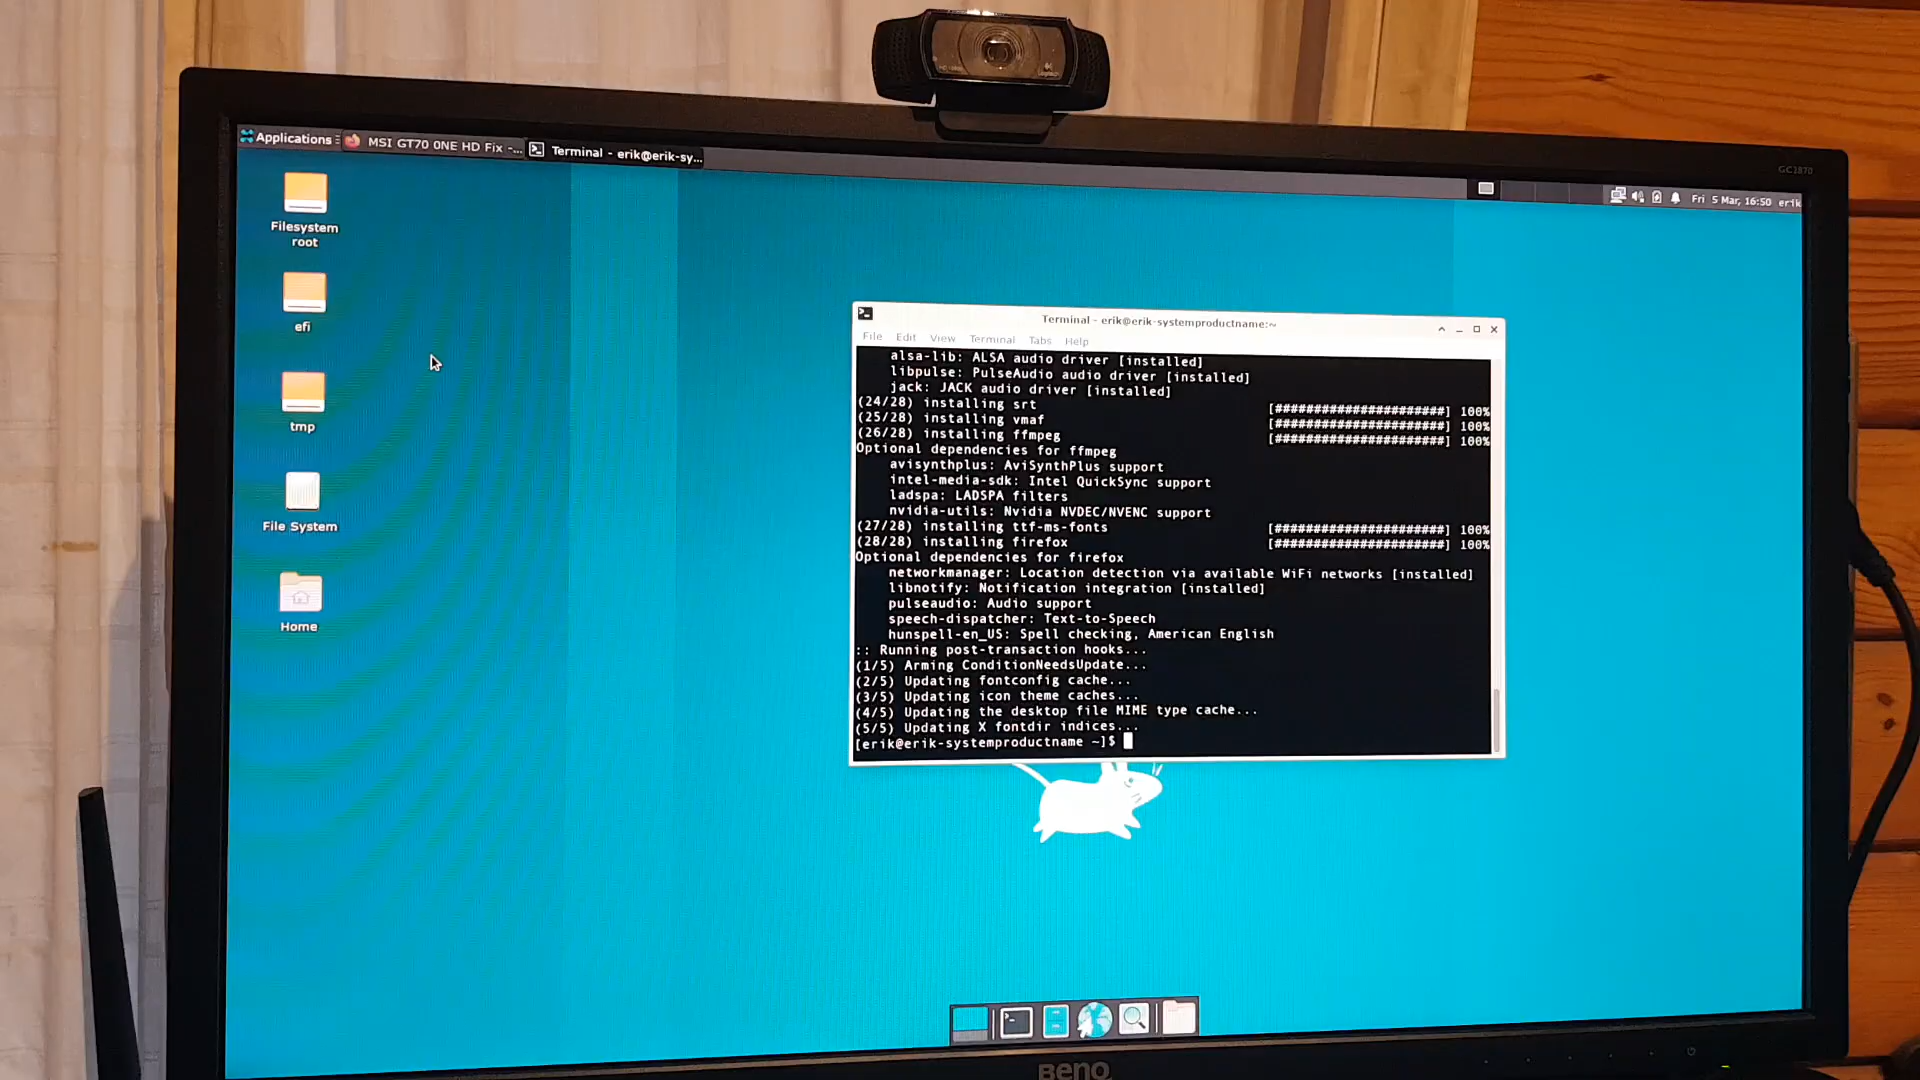 Logitech
GC2870
Applications
MSI GT70 0NE HD Fix -...
Terminal - erik@erik-sy...
Fri 5 Mar, 16:50
erik
Filesystem
root
efi
tmp
File System
Home
Terminal - erik@erik-systemproductname:~
File Edit View Terminal Tabs Help
alsa-lib: ALSA audio driver [installed]
libpulse: PulseAudio audio driver [installed]
jack: JACK audio driver [installed]
(24/28) installing srt [######################] 100%
(25/28) installing vmaf [######################] 100%
(26/28) installing ffmpeg [######################] 100%
Optional dependencies for ffmpeg
avisynthplus: AviSynthPlus support
intel-media-sdk: Intel QuickSync support
ladspa: LADSPA filters
nvidia-utils: Nvidia NVDEC/NVENC support
(27/28) installing ttf-ms-fonts [######################] 100%
(28/28) installing firefox [######################] 100%
Optional dependencies for firefox
networkmanager: Location detection via available WiFi networks [installed]
libnotify: Notification integration [installed]
pulseaudio: Audio support
speech-dispatcher: Text-to-Speech
hunspell-en_US: Spell checking, American English
:: Running post-transaction hooks...
(1/5) Arming ConditionNeedsUpdate...
(2/5) Updating fontconfig cache...
(3/5) Updating icon theme caches...
(4/5) Updating the desktop file MIME type cache...
(5/5) Updating X fontdir indices...
[erik@erik-systemproductname ~]$
BenQ